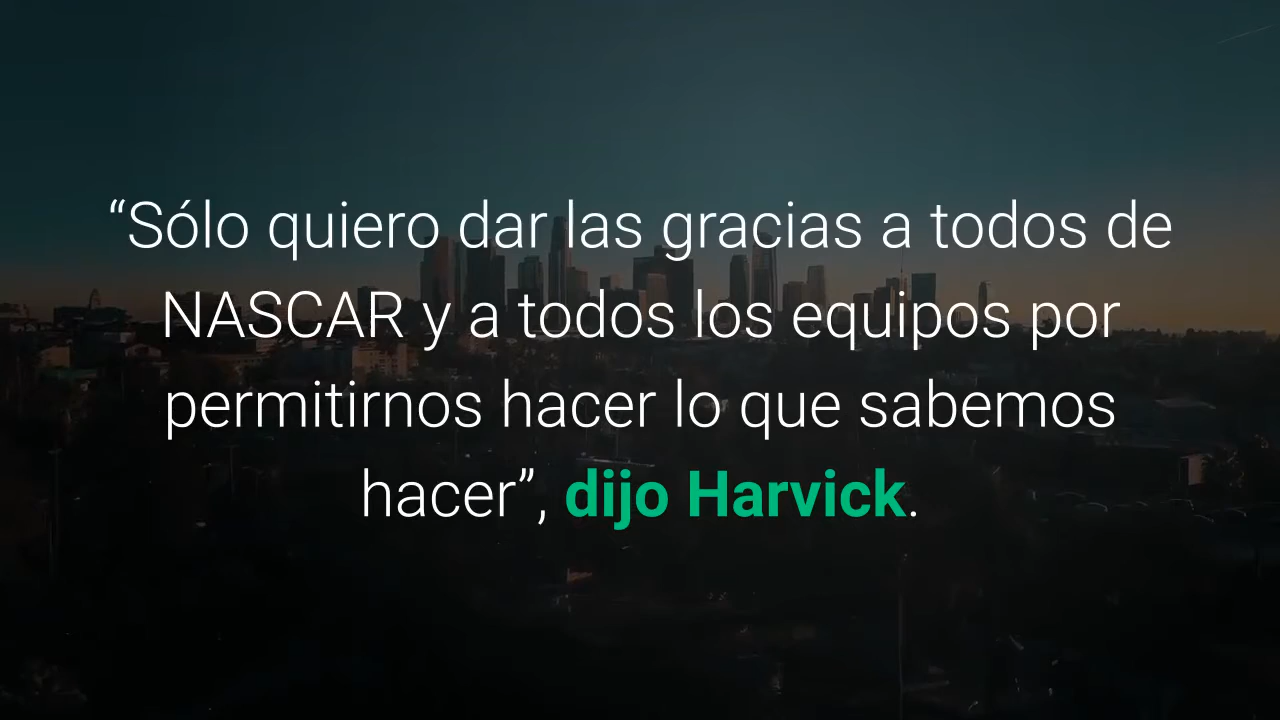 “Sólo quiero dar las gracias a todos de
NASCAR y a todos los equipos por
permitirnos hacer lo que sabemos
hacer”, dijo Harvick.